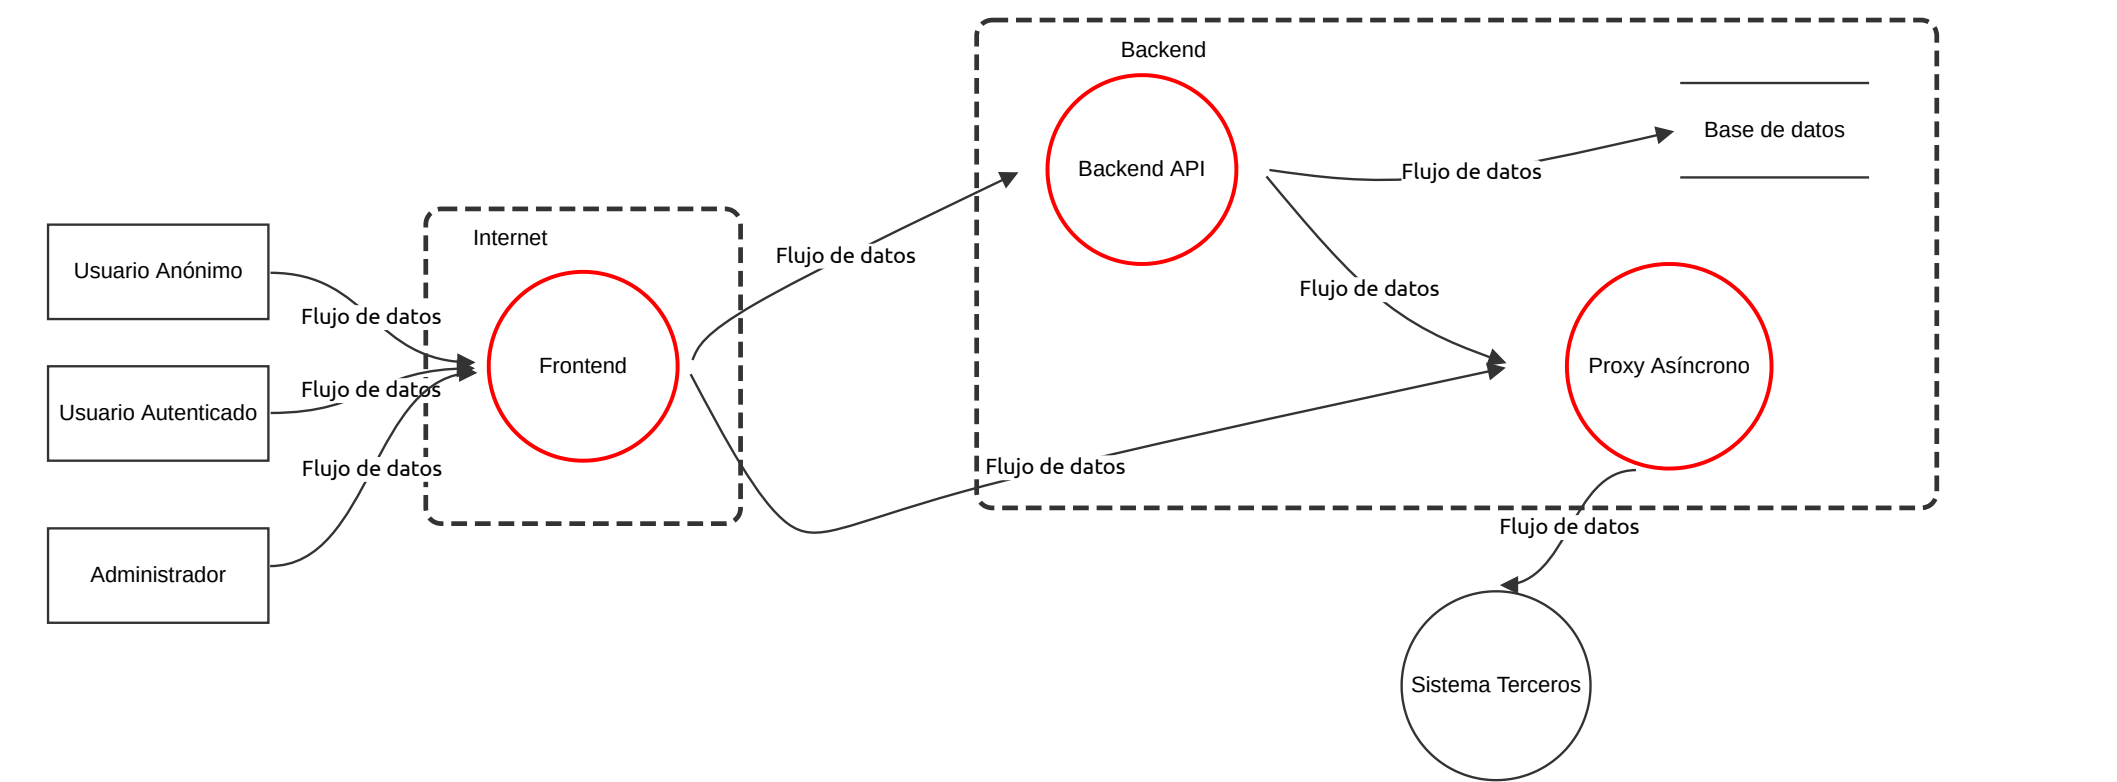 Backend
Backend API
Base de datos
Flujo de datos
Internet
Flujo de datos
Usuario Anónimo
Flujo de datos
Flujo de datos
Frontend
Proxy Asíncrono
Flujo de datos
Usuario Autenticado
Flujo de datos
Flujo de datos
Flujo de datos
Administrador
Sistema Terceros